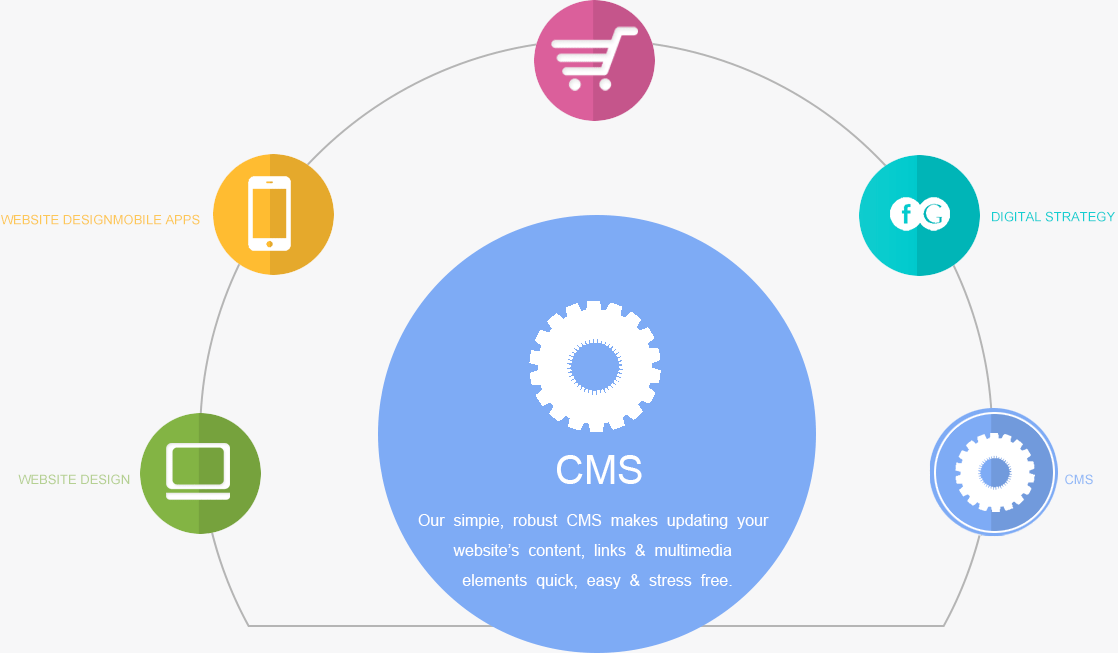 WEBSITE DESIGNMOBILE APPS
f G
DIGITAL STRATEGY
WEBSITE DESIGN
CMS
CMS
Our simpie, robust CMS makes updating your
website’s content, links & multimedia
elements quick, easy & stress free.